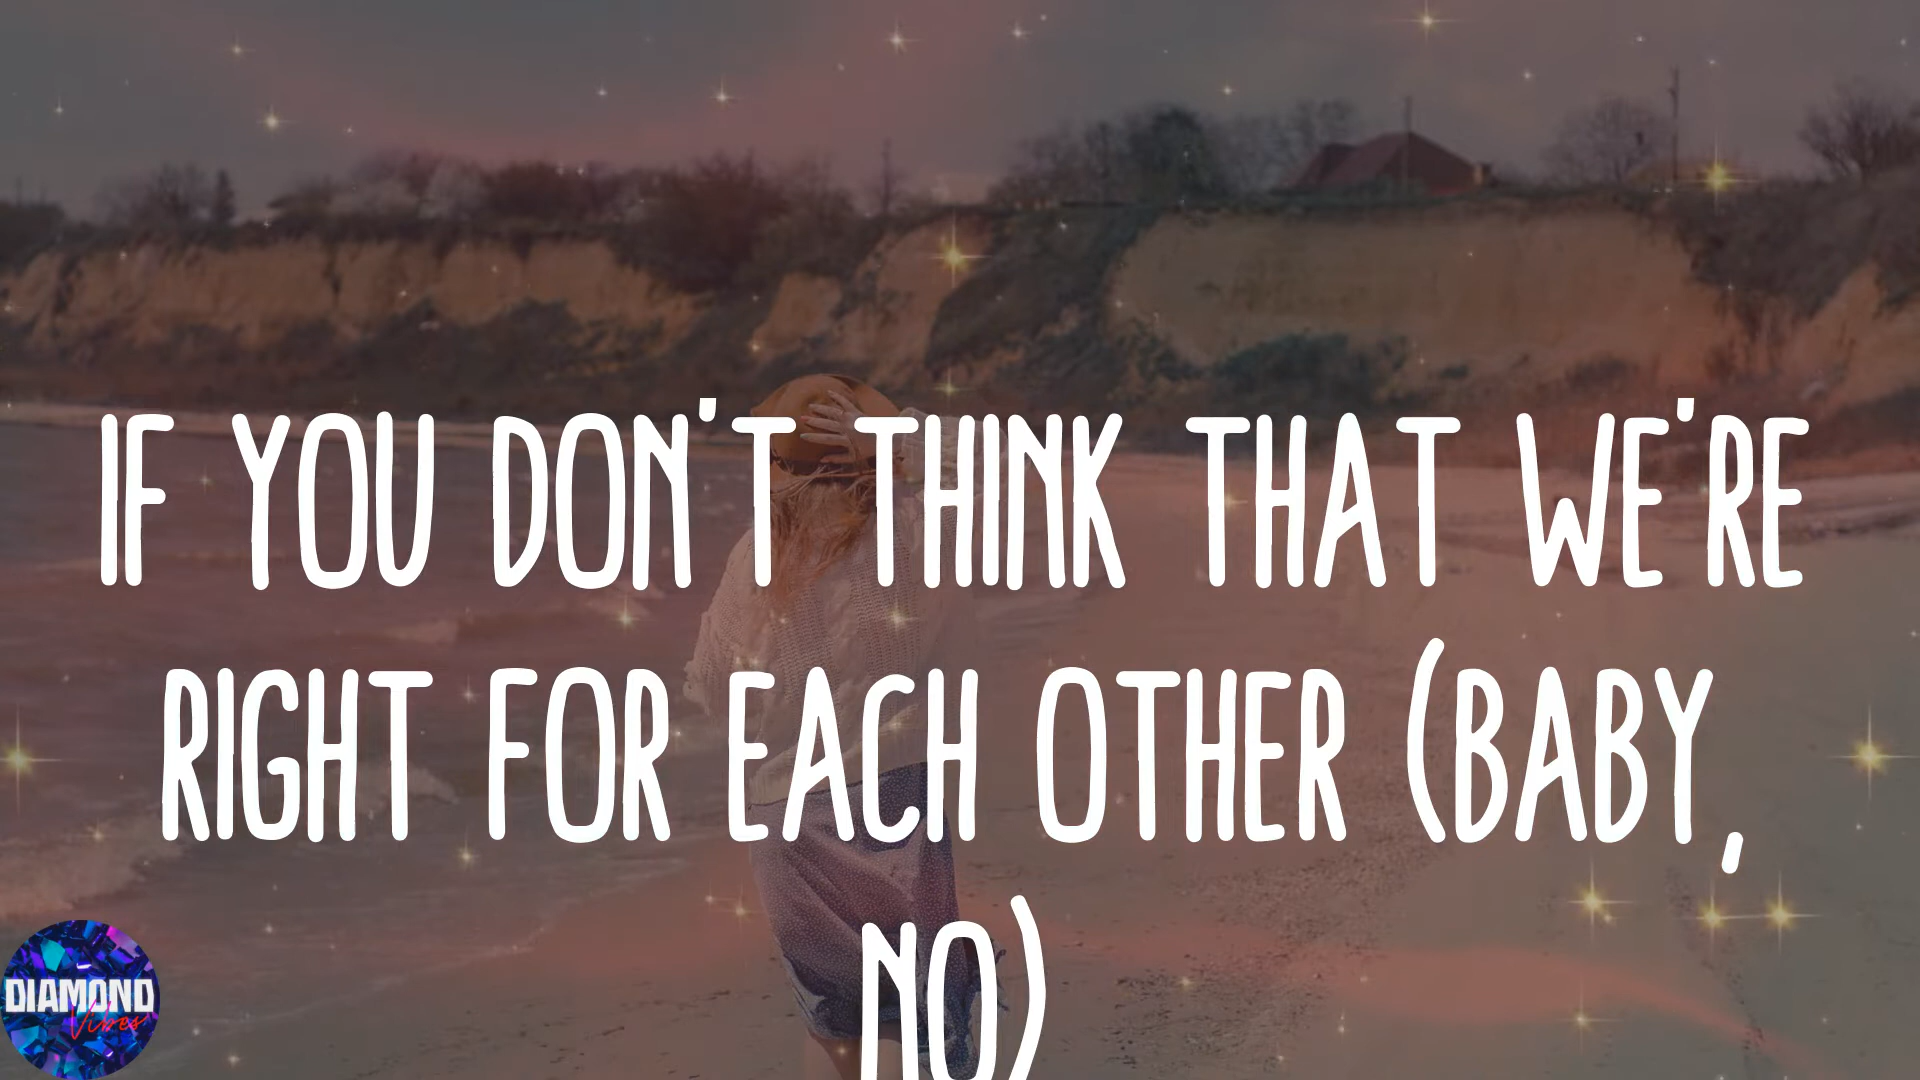 IF YOU DON'T THINK THAT WE'RE
RIGHT FOR EACH OTHER (BABY,
NO)
DIAMOND
Vibes